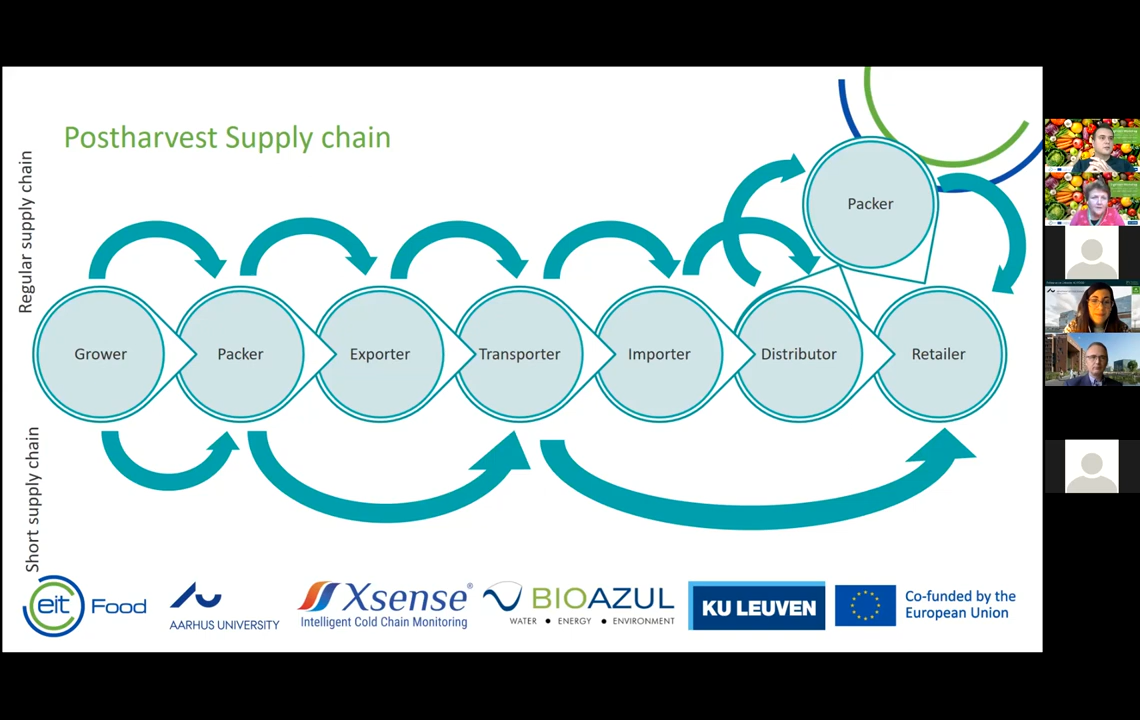 Postharvest Supply chain
Regular supply chain
Packer
Grower
Packer
Exporter
Transporter
Importer
Distributor
Retailer
Short supply chain
eit Food
AARHUS UNIVERSITY
Xsense®
Intelligent Cold Chain Monitoring
BIOAZUL
WATER • ENERGY • ENVIRONMENT
KU LEUVEN
Co-funded by the
European Union